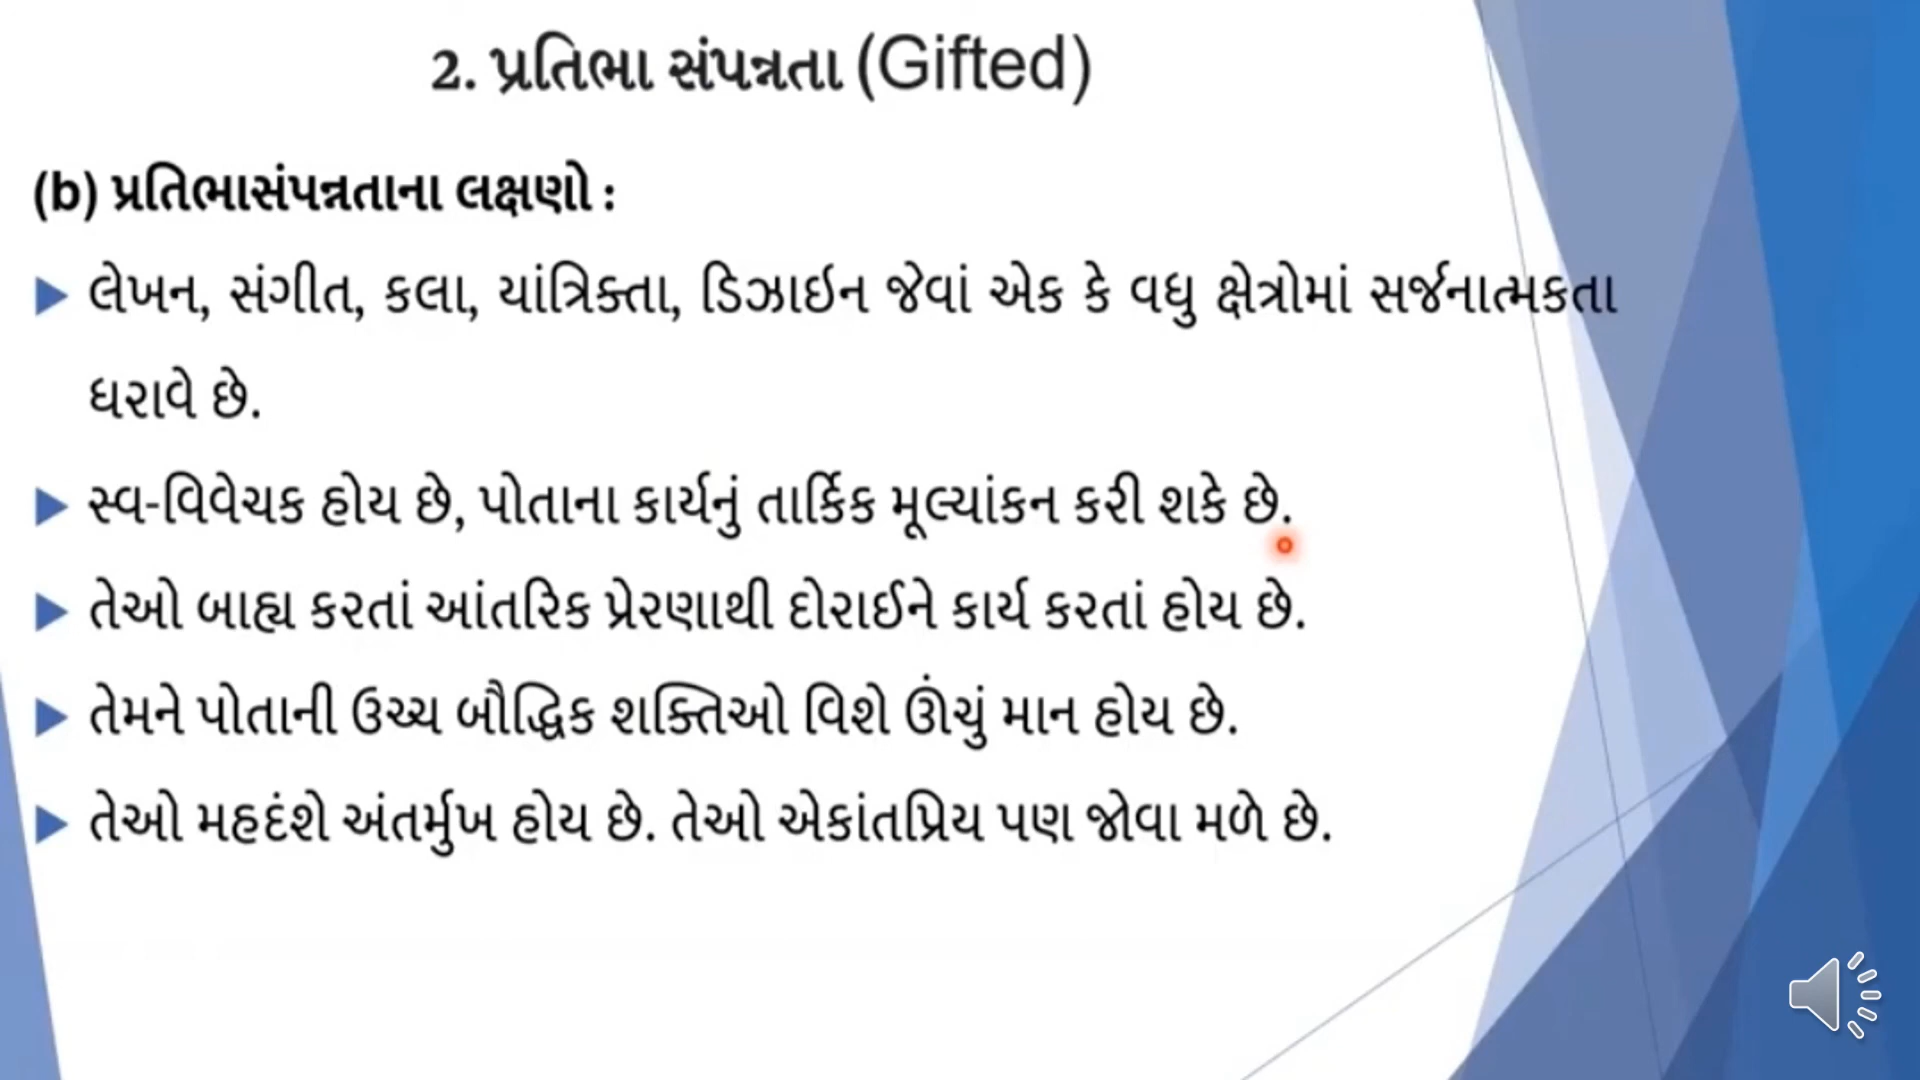 2. પ્રતિભા સંપન્નતા (Gifted)
(b) પ્રતિભાસંપન્નતાના લક્ષણો :
લેખન, સંગીત, કલા, યાંત્રિક્તા, ડિઝાઇન જેવાં એક કે વધુ ક્ષેત્રોમાં સર્જનાત્મકતા
ધરાવે છે.
સ્વ-વિવેચક હોય છે, પોતાના કાર્યનું તાર્કિક મૂલ્યાંકન કરી શકે છે.
તેઓ બાહ્ય કરતાં આંતરિક પ્રેરણાથી દોરાઈને કાર્ય કરતાં હોય છે.
તેમને પોતાની ઉચ્ચ બૌદ્ધિક શક્તિઓ વિશે ઊંચું માન હોય છે.
તેઓ મહદંશે અંતર્મુખ હોય છે. તેઓ એકાંતપ્રિય પણ જોવા મળે છે.